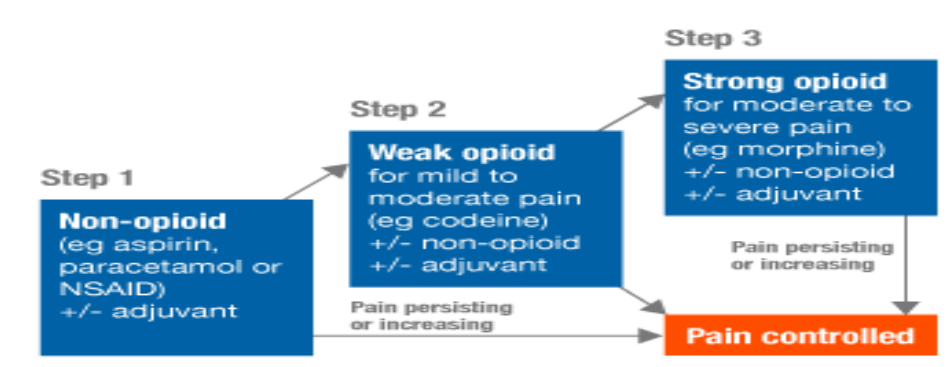 Step 1
Non-opioid
(eg aspirin,
paracetamol or
NSAID)
+/- adjuvant
Step 2
Weak opioid
for mild to
moderate pain
(eg codeine)
+/- non-opioid
+/- adjuvant
Step 3
Strong opioid
for moderate to
severe pain
(eg morphine)
+/- non-opioid
+/- adjuvant
Pain persisting
or increasing
Pain persisting
or increasing
Pain controlled